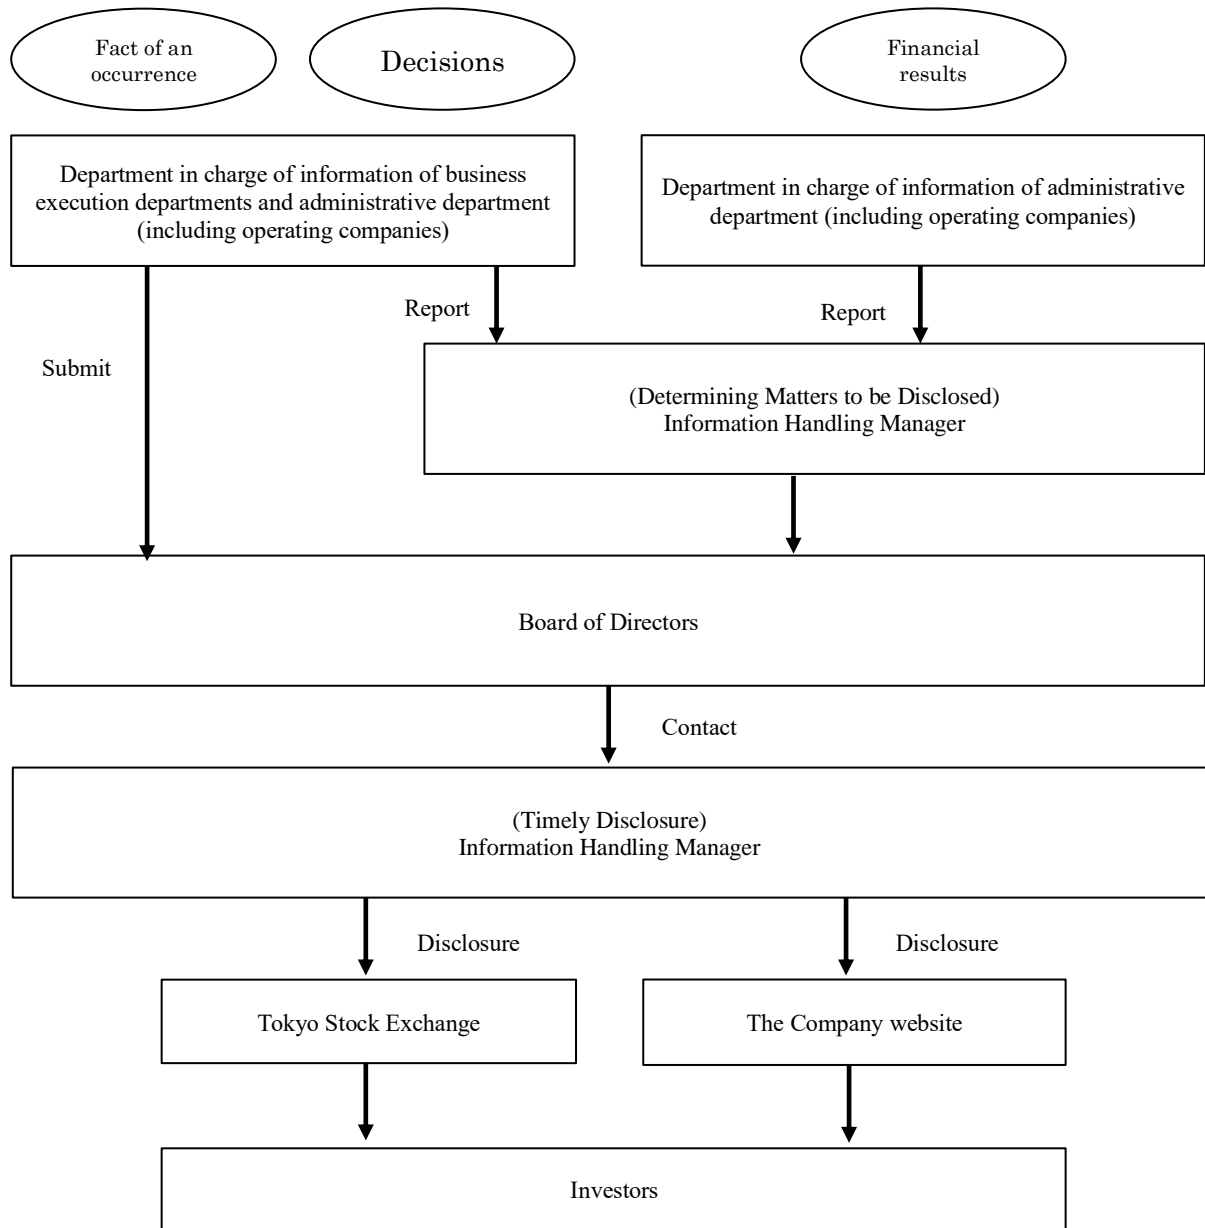 Fact of an
occurrence
Decisions
Financial
results
Department in charge of information of business
execution departments and administrative department
(including operating companies)
Department in charge of information of administrative
department (including operating companies)
Report
Report
Submit
(Determining Matters to be Disclosed)
Information Handling Manager
Board of Directors
Contact
(Timely Disclosure)
Information Handling Manager
Disclosure
Disclosure
Tokyo Stock Exchange
The Company website
Investors